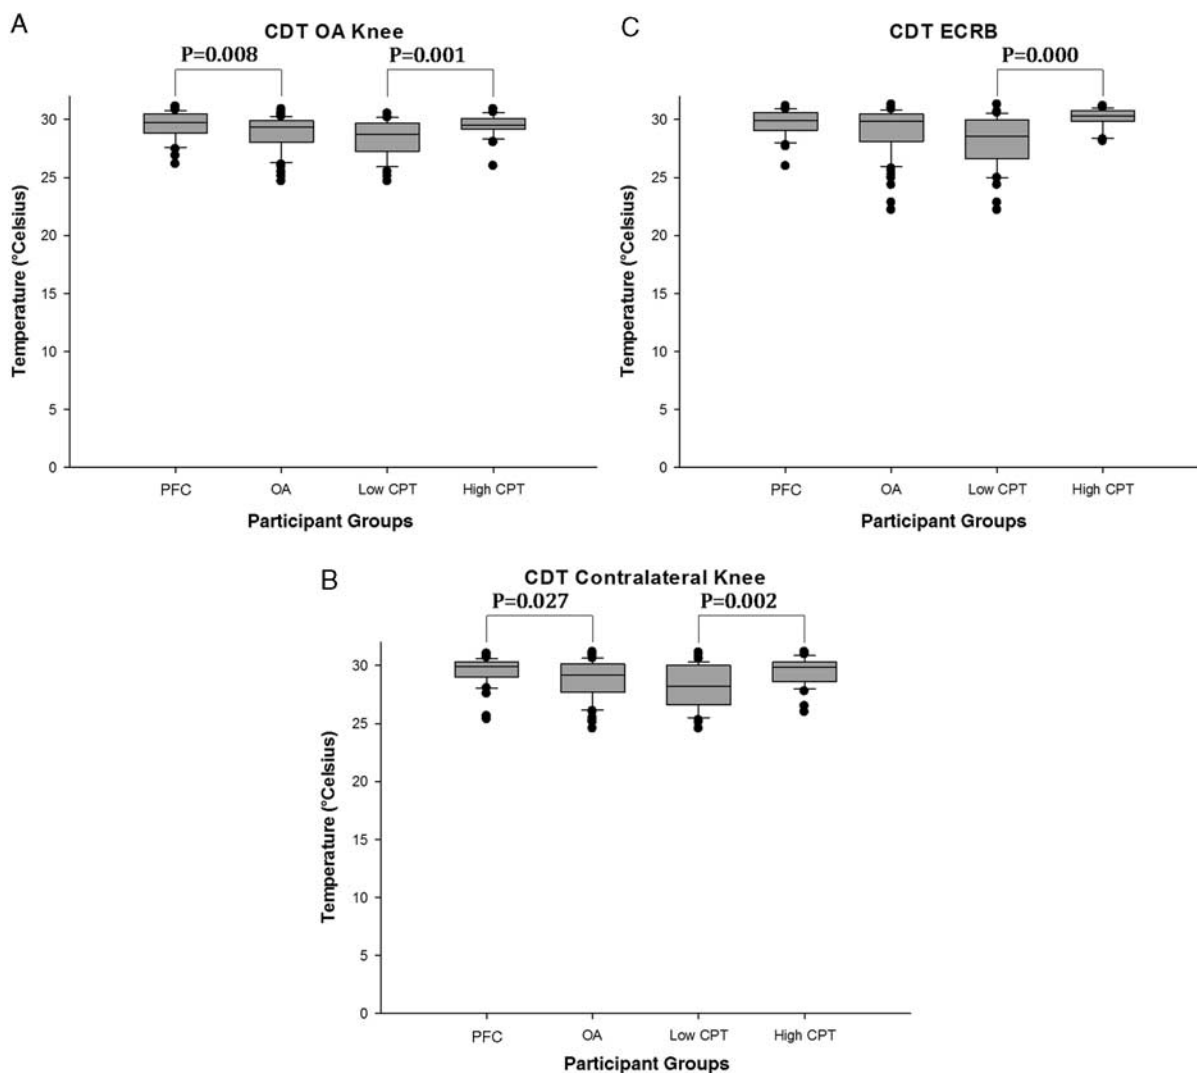 A
CDT OA Knee
P=0.008
P=0.001
30
25
20
15
10
5
0
Temperature (°Celsius)
PFC
OA
Low CPT
High CPT
Participant Groups
C
CDT ECRB
P=0.000
30
25
20
15
10
5
0
Temperature (°Celsius)
PFC
OA
Low CPT
High CPT
Participant Groups
B
CDT Contralateral Knee
P=0.027
P=0.002
30
25
20
15
10
5
0
Temperature (°Celsius)
PFC
OA
Low CPT
High CPT
Participant Groups